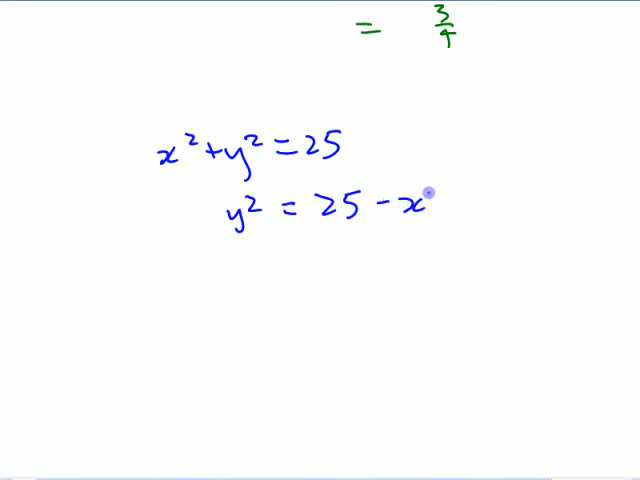 = 3/4
x² + y² = 25
y² = 25 - x